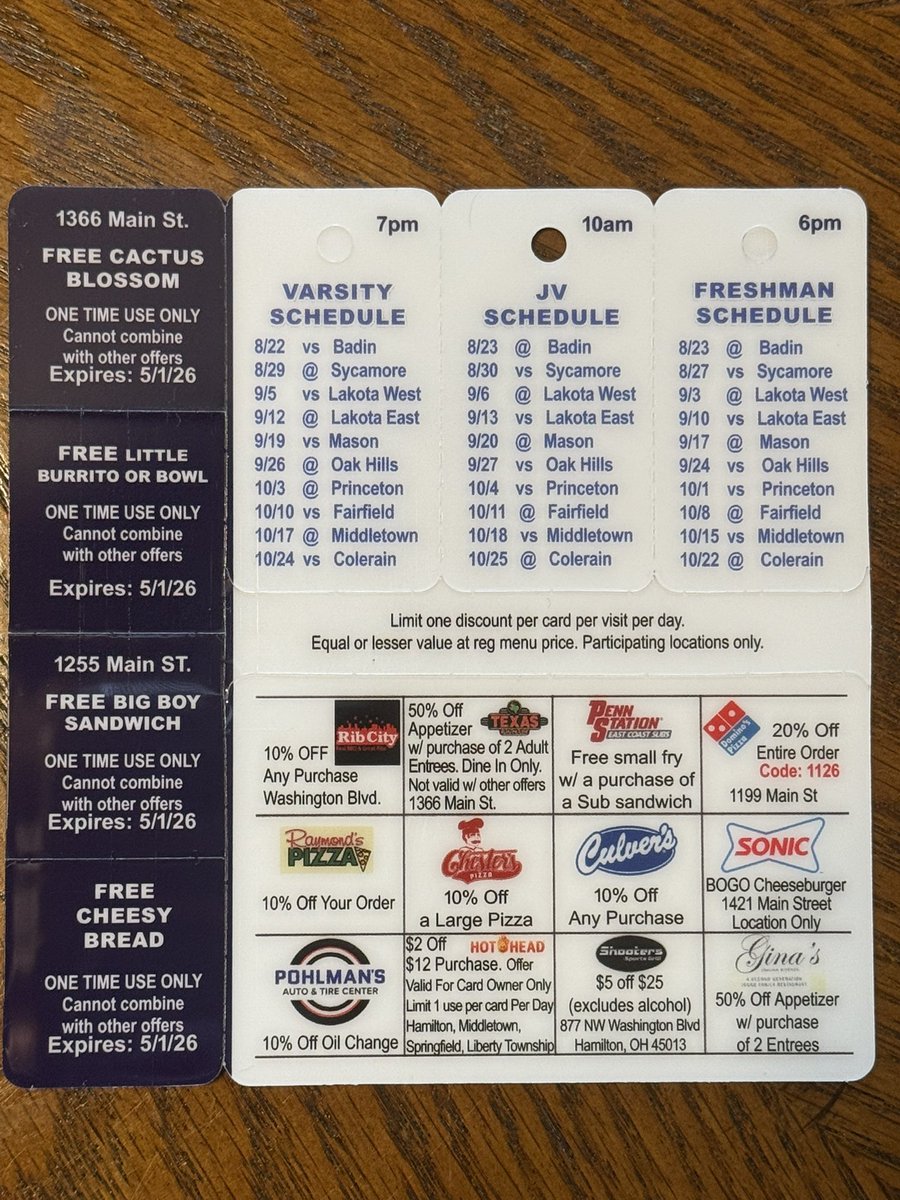 1366 Main St.
FREE CACTUS
BLOSSOM
ONE TIME USE ONLY
Cannot combine
with other offers
Expires: 5/1/26
FREE LITTLE
BURRITO OR BOWL
ONE TIME USE ONLY
Cannot combine
with other offers
Expires: 5/1/26
1255 Main ST.
FREE BIG BOY
SANDWICH
ONE TIME USE ONLY
Cannot combine
with other offers
Expires: 5/1/26
FREE
CHEESY
BREAD
ONE TIME USE ONLY
Cannot combine
with other offers
Expires: 5/1/26
7pm
VARSITY
SCHEDULE
8/22 vs Badin
8/29 @ Sycamore
9/5 vs Lakota West
9/12 @ Lakota East
9/19 vs Mason
9/26 @ Oak Hills
10/3 @ Princeton
10/10 vs Fairfield
10/17 @ Middletown
10/24 vs Colerain
10am
JV
SCHEDULE
8/23 @ Badin
8/30 vs Sycamore
9/6 @ Lakota West
9/13 vs Lakota East
9/20 @ Mason
9/27 vs Oak Hills
10/4 vs Princeton
10/11 @ Fairfield
10/18 vs Middletown
10/25 @ Colerain
6pm
FRESHMAN
SCHEDULE
8/23 @ Badin
8/27 vs Sycamore
9/3 @ Lakota West
9/10 vs Lakota East
9/17 @ Mason
9/24 vs Oak Hills
10/1 vs Princeton
10/8 @ Fairfield
10/15 vs Middletown
10/22 @ Colerain
Limit one discount per card per visit per day.
Equal or lesser value at reg menu price. Participating locations only.
Rib City
10% OFF
Any Purchase
Washington Blvd.
50% Off
TEXAS
Appetizer
w/ purchase of 2 Adult
Entrees. Dine In Only.
Not valid w/ other offers
1366 Main St.
PENN
STATION
EAST COAST SUBS
Free small fry
w/ a purchase of
a Sub sandwich
Domino's
Pizza
20% Off
Entire Order
Code: 1126
1199 Main St
Raymond's
PIZZA
10% Off Your Order
Chesters
PIZZA
10% Off
a Large Pizza
Culver's
10% Off
Any Purchase
SONIC
BOGO Cheeseburger
1421 Main Street
Location Only
POHLMAN'S
AUTO & TIRE CENTER
10% Off Oil Change
$2 Off
HOT HEAD
$12 Purchase. Offer
Valid For Card Owner Only
Limit 1 use per card Per Day
Hamilton, Middletown,
Springfield, Liberty Township
Shooters
Sports Grill
$5 off $25
(excludes alcohol)
877 NW Washington Blvd
Hamilton, OH 45013
Gina's
50% Off Appetizer
w/ purchase
of 2 Entrees